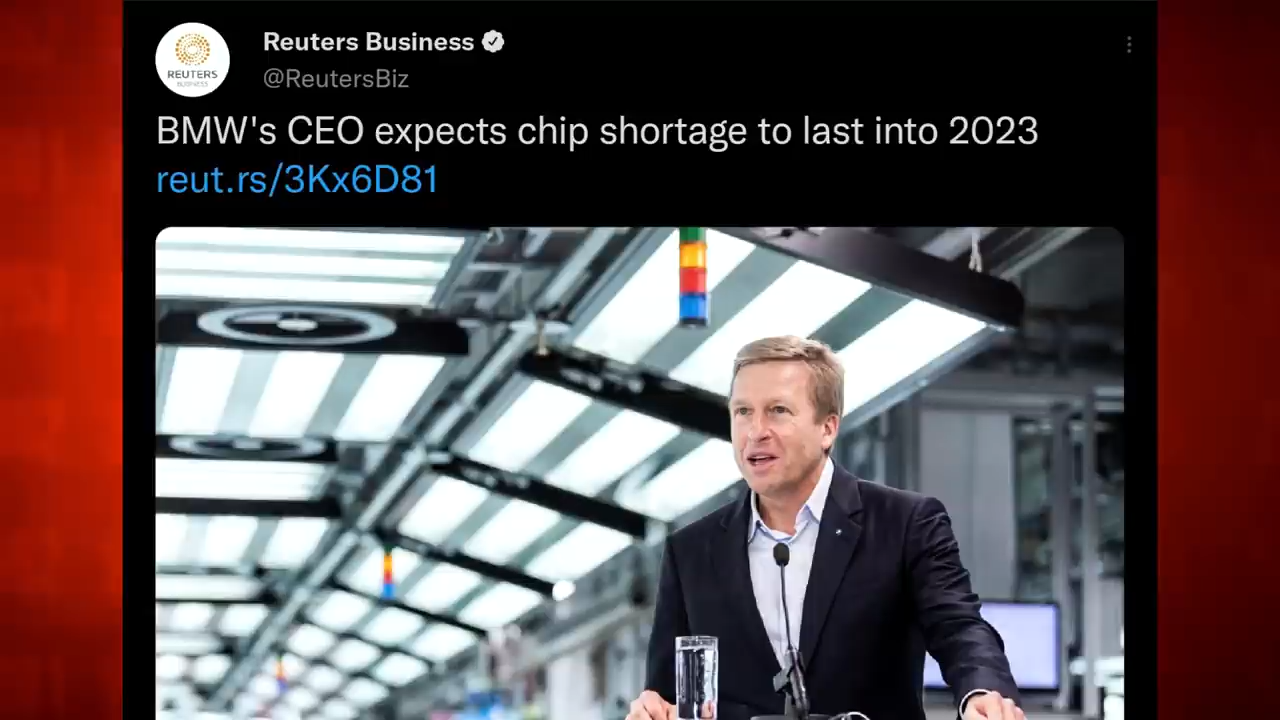 Reuters Business
REUTERS
BUSINESS
@ReutersBiz
BMW's CEO expects chip shortage to last into 2023
reut.rs/3Kx6D81